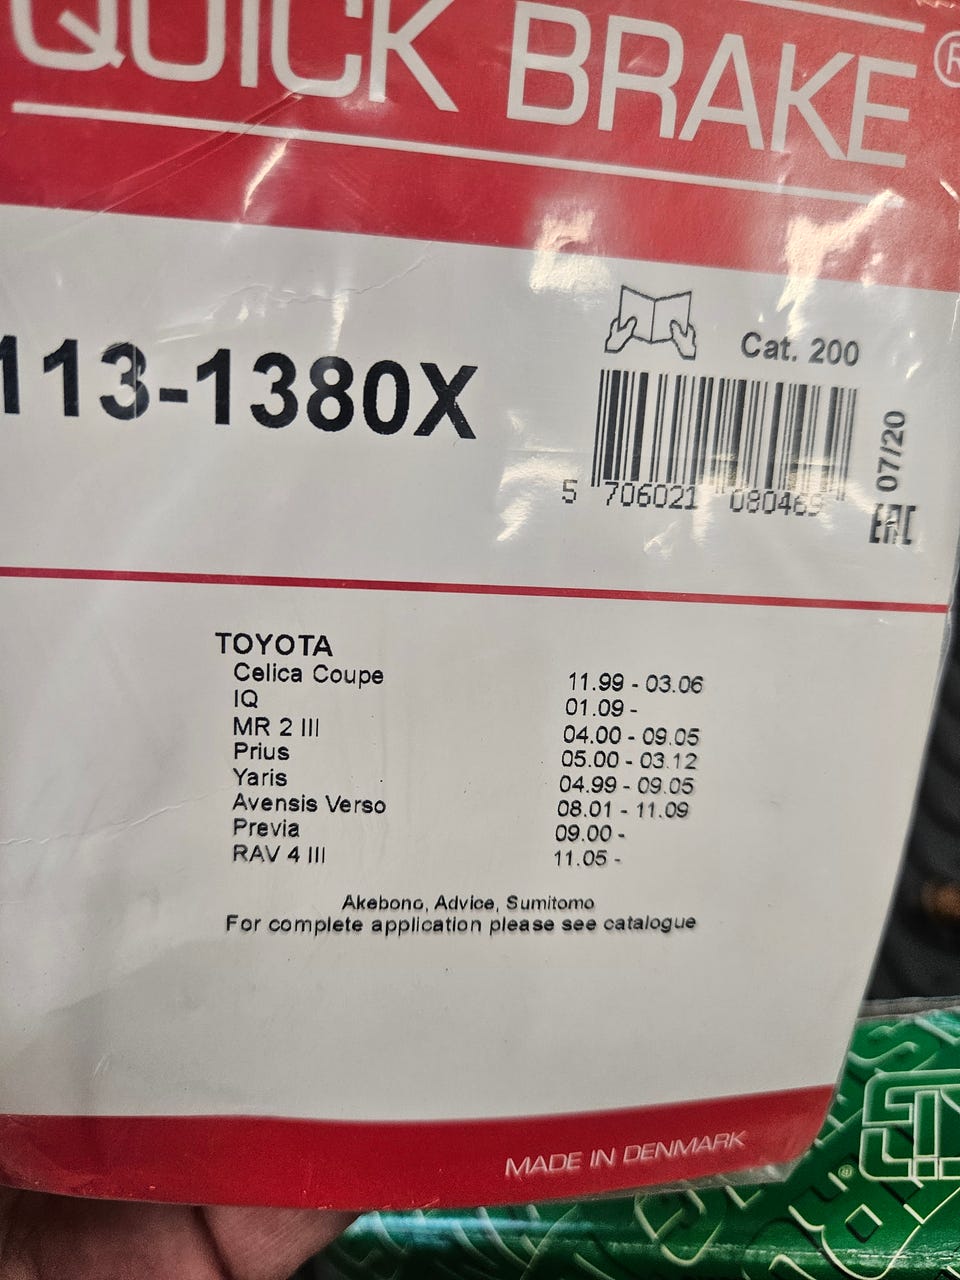 QUICK BRAKE ®
113-1380X
Cat. 200
5 706021 080469
07/20
EAC
TOYOTA
Celica Coupe 11.99 - 03.06
IQ 01.09 -
MR 2 III 04.00 - 09.05
Prius 05.00 - 03.12
Yaris 04.99 - 09.05
Avensis Verso 08.01 - 11.09
Previa 09.00 -
RAV 4 III 11.05 -
Akebono, Advice, Sumitomo
For complete application please see catalogue
MADE IN DENMARK